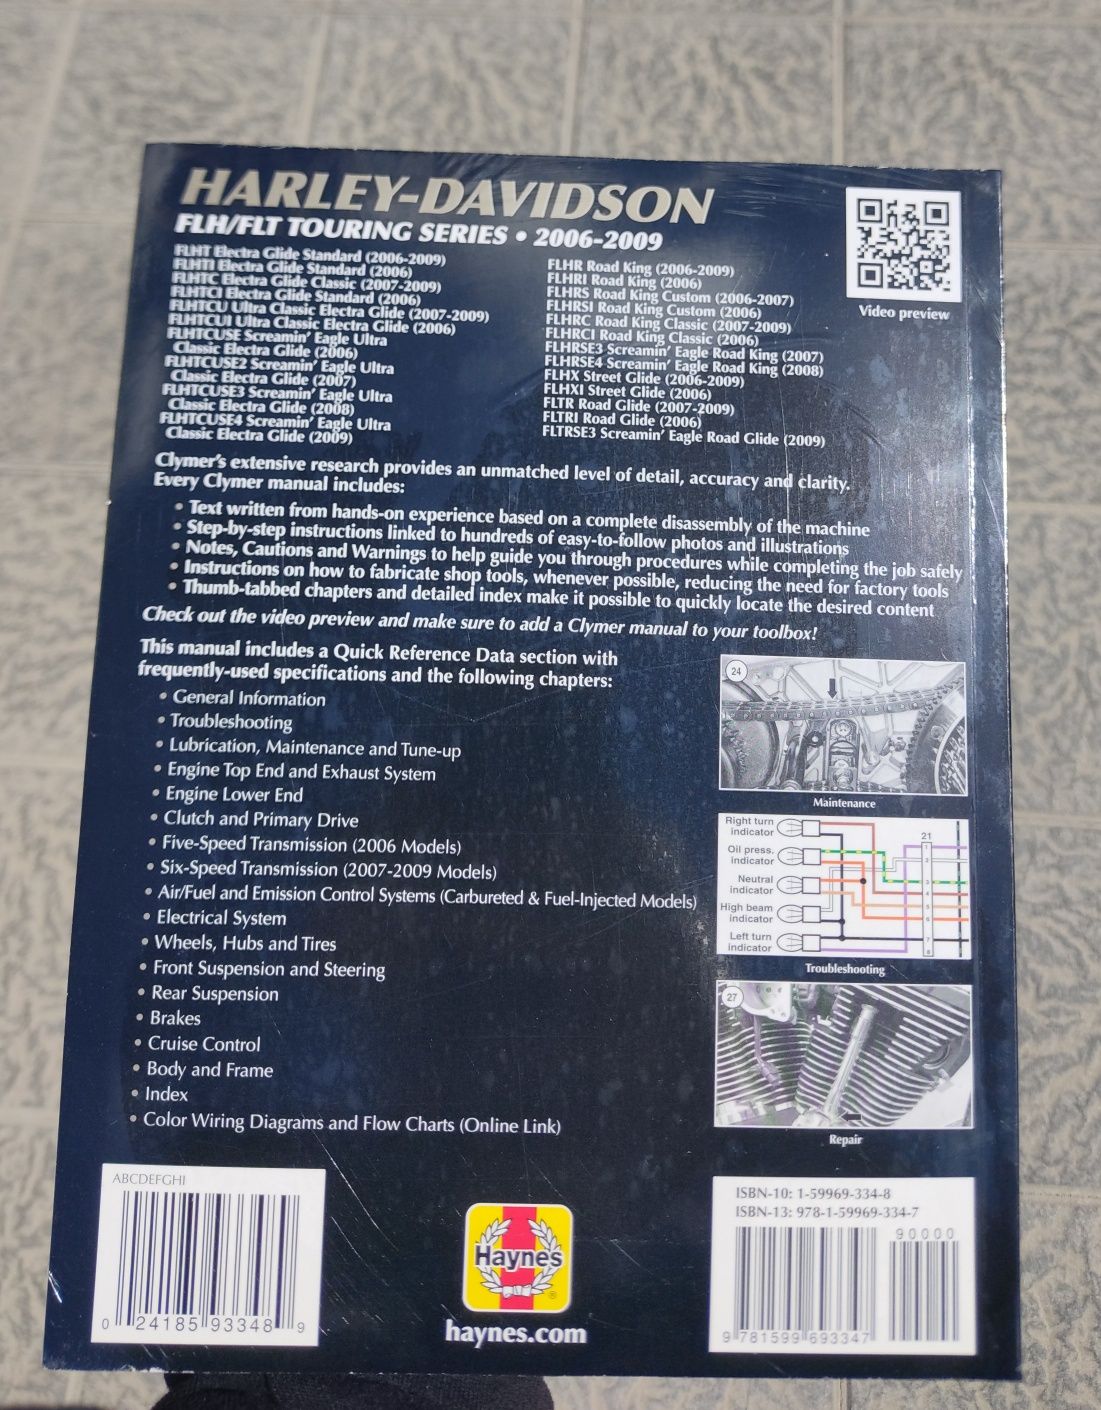 HARLEY-DAVIDSON
FLH/FLT TOURING SERIES • 2006-2009
FLHT Electra Glide Standard (2006-2009)
FLHTI Electra Glide Standard (2006)
FLHTC Electra Glide Classic (2007-2009)
FLHTCI Electra Glide Standard (2006)
FLHTCU Ultra Classic Electra Glide (2007-2009)
FLHTCUI Ultra Classic Electra Glide (2006)
FLHTCUSE Screamin' Eagle Ultra
Classic Electra Glide (2006)
FLHTCUSE2 Screamin' Eagle Ultra
Classic Electra Glide (2007)
FLHTCUSE3 Screamin' Eagle Ultra
Classic Electra Glide (2008)
FLHTCUSE4 Screamin' Eagle Ultra
Classic Electra Glide (2009)
FLHR Road King (2006-2009)
FLHRI Road King (2006)
FLHRS Road King Custom (2006-2007)
FLHRSI Road King Custom (2006)
FLHRC Road King Classic (2007-2009)
FLHRCI Road King Classic (2006)
FLHRSE3 Screamin' Eagle Road King (2007)
FLHRSE4 Screamin' Eagle Road King (2008)
FLHX Street Glide (2006-2009)
FLHXI Street Glide (2006)
FLTR Road Glide (2007-2009)
FLTRI Road Glide (2006)
FLTRSE3 Screamin' Eagle Road Glide (2009)
Video preview
Clymer's extensive research provides an unmatched level of detail, accuracy and clarity.
Every Clymer manual includes:
• Text written from hands-on experience based on a complete disassembly of the machine
• Step-by-step instructions linked to hundreds of easy-to-follow photos and illustrations
• Notes, Cautions and Warnings to help guide you through procedures while completing the job safely
• Instructions on how to fabricate shop tools, whenever possible, reducing the need for factory tools
• Thumb-tabbed chapters and detailed index make it possible to quickly locate the desired content
Check out the video preview and make sure to add a Clymer manual to your toolbox!
This manual includes a Quick Reference Data section with
frequently-used specifications and the following chapters:
• General Information
• Troubleshooting
• Lubrication, Maintenance and Tune-up
• Engine Top End and Exhaust System
• Engine Lower End
• Clutch and Primary Drive
• Five-Speed Transmission (2006 Models)
• Six-Speed Transmission (2007-2009 Models)
• Air/Fuel and Emission Control Systems (Carbureted & Fuel-Injected Models)
• Electrical System
• Wheels, Hubs and Tires
• Front Suspension and Steering
• Rear Suspension
• Brakes
• Cruise Control
• Body and Frame
• Index
• Color Wiring Diagrams and Flow Charts (Online Link)
24
Maintenance
Right turn
indicator
Oil press.
indicator
Neutral
indicator
High beam
indicator
Left turn
indicator
21
1
2
3
4
5
6
7
8
Troubleshooting
27
Repair
ABCDEFGHI
0 24185 93348 9
Haynes
®
haynes.com
ISBN-10: 1-59969-334-8
ISBN-13: 978-1-59969-334-7
90000
9 781599 693347